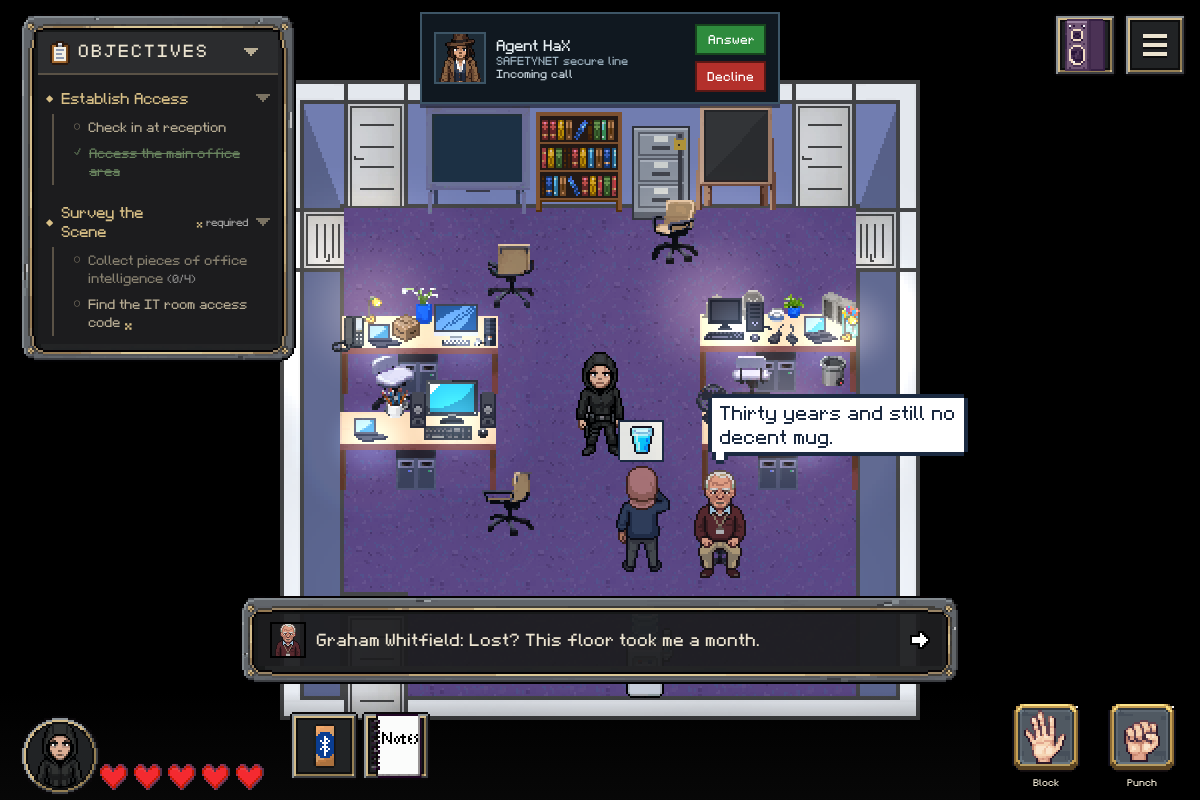 OBJECTIVES
Establish Access
Check in at reception
Access the main office
area
Survey the
Scene
x required
Collect pieces of office
intelligence (0/4)
Find the IT room access
code x
Agent HaX
SAFETYNET secure line
Incoming call
Answer
Decline
Thirty years and still no
decent mug.
Graham Whitfield: Lost? This floor took me a month.
Notes
Block
Punch